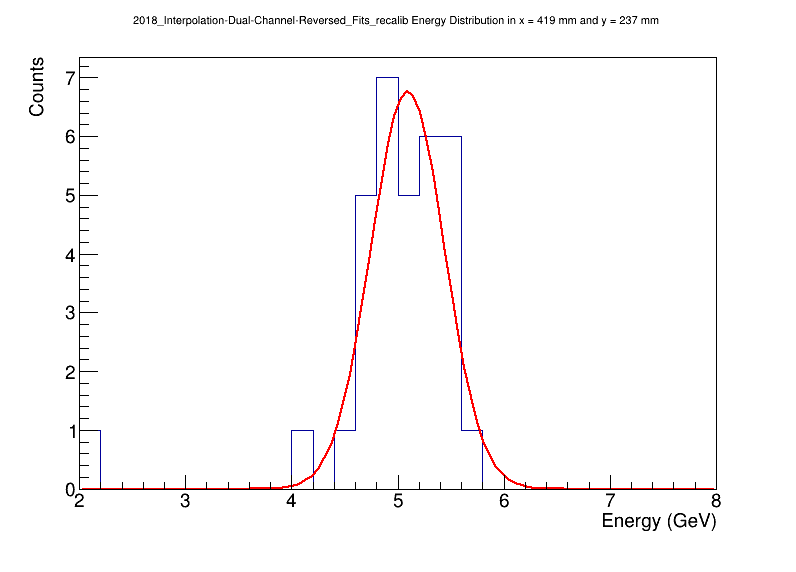 2018_Interpolation-Dual-Channel-Reversed_Fits_recalib Energy Distribution in x = 419 mm and y = 237 mm
Counts
7
6
5
4
3
2
1
0
2 3 4 5 6 7 8
Energy (GeV)